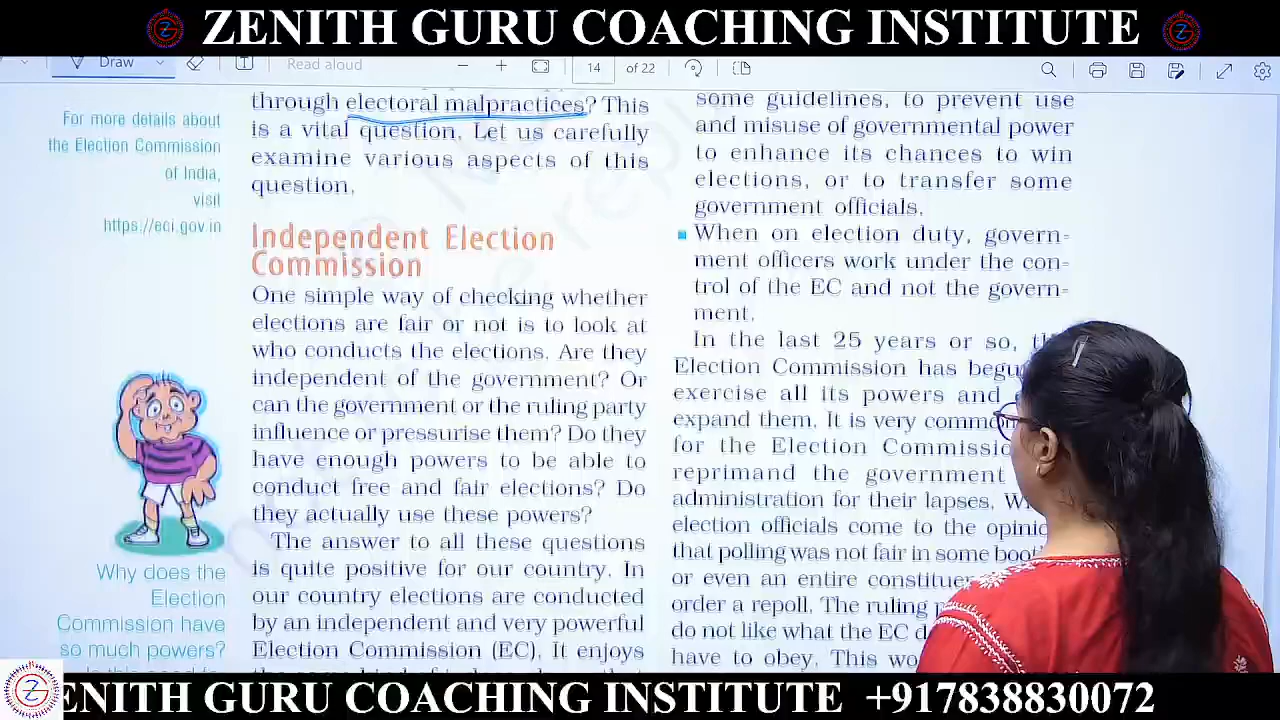 ZENITH GURU COACHING INSTITUTE
Draw
Read aloud
14
of 22
For more details about
the Election Commission
of India,
visit
https://eci.gov.in
Why does the
Election
Commission have
so much powers?
through electoral malpractices? This
is a vital question. Let us carefully
examine various aspects of this
question.
Independent Election
Commission
One simple way of checking whether
elections are fair or not is to look at
who conducts the elections. Are they
independent of the government? Or
can the government or the ruling party
influence or pressurise them? Do they
have enough powers to be able to
conduct free and fair elections? Do
they actually use these powers?
The answer to all these questions
is quite positive for our country. In
our country elections are conducted
by an independent and very powerful
Election Commission (EC). It enjoys
some guidelines, to prevent use
and misuse of governmental power
to enhance its chances to win
elections, or to transfer some
government officials.
When on election duty, govern-
ment officers work under the con-
trol of the EC and not the govern-
ment.
In the last 25 years or so,
Election Commission has
exercise all its powers and
expand them. It is very
for the Election
reprimand the government
administration for their lapses.
election officials come to the
that polling was not fair in some
or even an entire
order a repoll. The ruling
do not like what the EC
have to obey. This
ENITH GURU COACHING INSTITUTE +917838830072